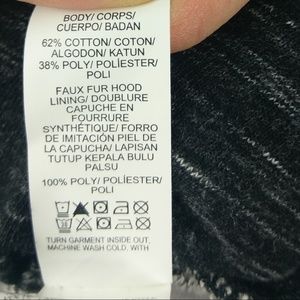 BODY/ CORPS/
CUERPO/ BADAN
62% COTTON/ COTON/
ALGODON/ KATUN
38% POLY/ POLIESTER/
POLI
FAUX FUR HOOD
LINING/ DOUBLURE
CAPUCHE EN
FOURRURE
SYNTHÉTIQUE/ FORRO
DE IMITACIÓN PIEL DE
LA CAPUCHA/ LAPISAN
TUTUP KEPALA BULU
PALSU
100% POLY/ POLIESTER/
POLI
TURN GARMENT INSIDE OUT,
MACHINE WASH COLD, WITH